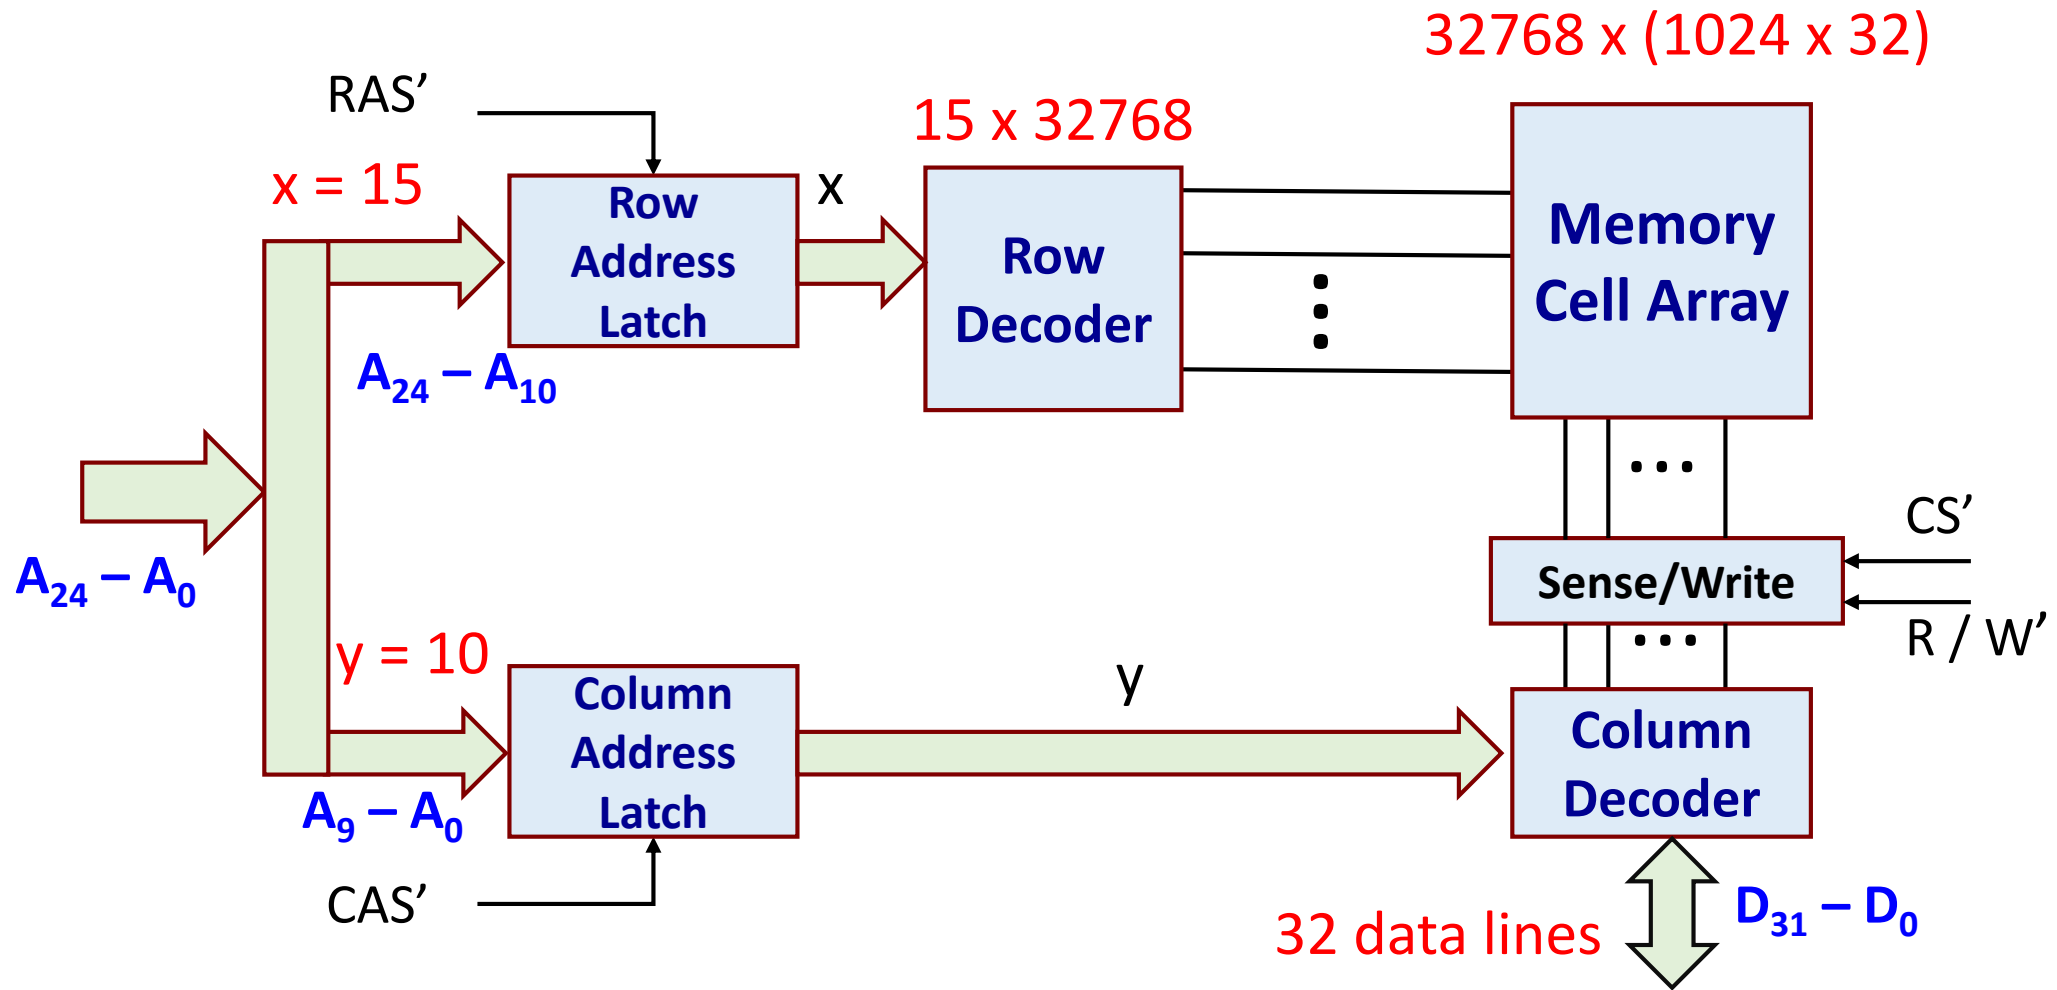 32768 x (1024 x 32)
RAS’
15 x 32768
x = 15
x
Row
Address
Latch
Row
Decoder
Memory
Cell Array
A24 – A10
...
CS’
A24 – A0
Sense/Write
R / W’
...
y = 10
y
Column
Address
Latch
Column
Decoder
A9 – A0
CAS’
32 data lines
D31 – D0